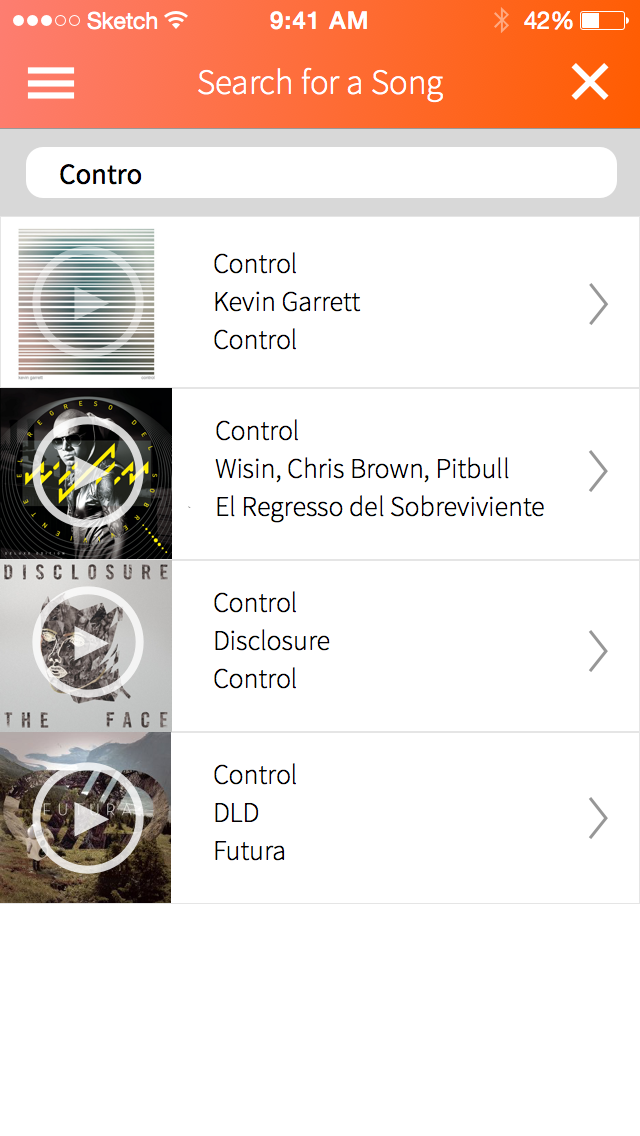 Sketch 9:41 AM 42%
Search for a Song
Contro
Control
Kevin Garrett
Control
kevin garrett control
Control
Wisin, Chris Brown, Pitbull
El Regresso del Sobreviviente
EL REGRESO DEL SOBREVIVIENTE
DELUXE EDITION
DISCLOSURE
THE FACE
Control
Disclosure
Control
FUTURA
Control
DLD
Futura